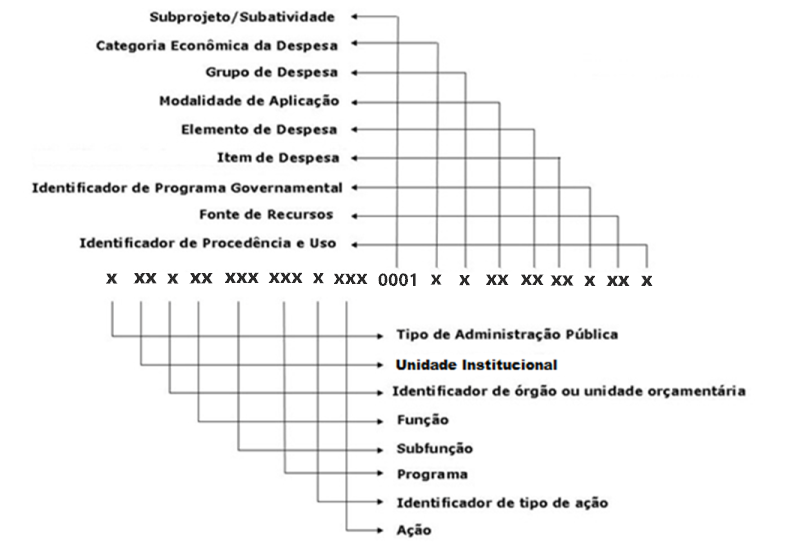 Subprojeto/Subatividade
Categoria Econômica da Despesa
Grupo de Despesa
Modalidade de Aplicação
Elemento de Despesa
Item de Despesa
Identificador de Programa Governamental
Fonte de Recursos
Identificador de Procedência e Uso
X XX X XX XXX XXX X XXX 0001 X X XX XX XX X XX X
Tipo de Administração Pública
Unidade Institucional
Identificador de órgão ou unidade orçamentária
Função
Subfunção
Programa
Identificador de tipo de ação
Ação